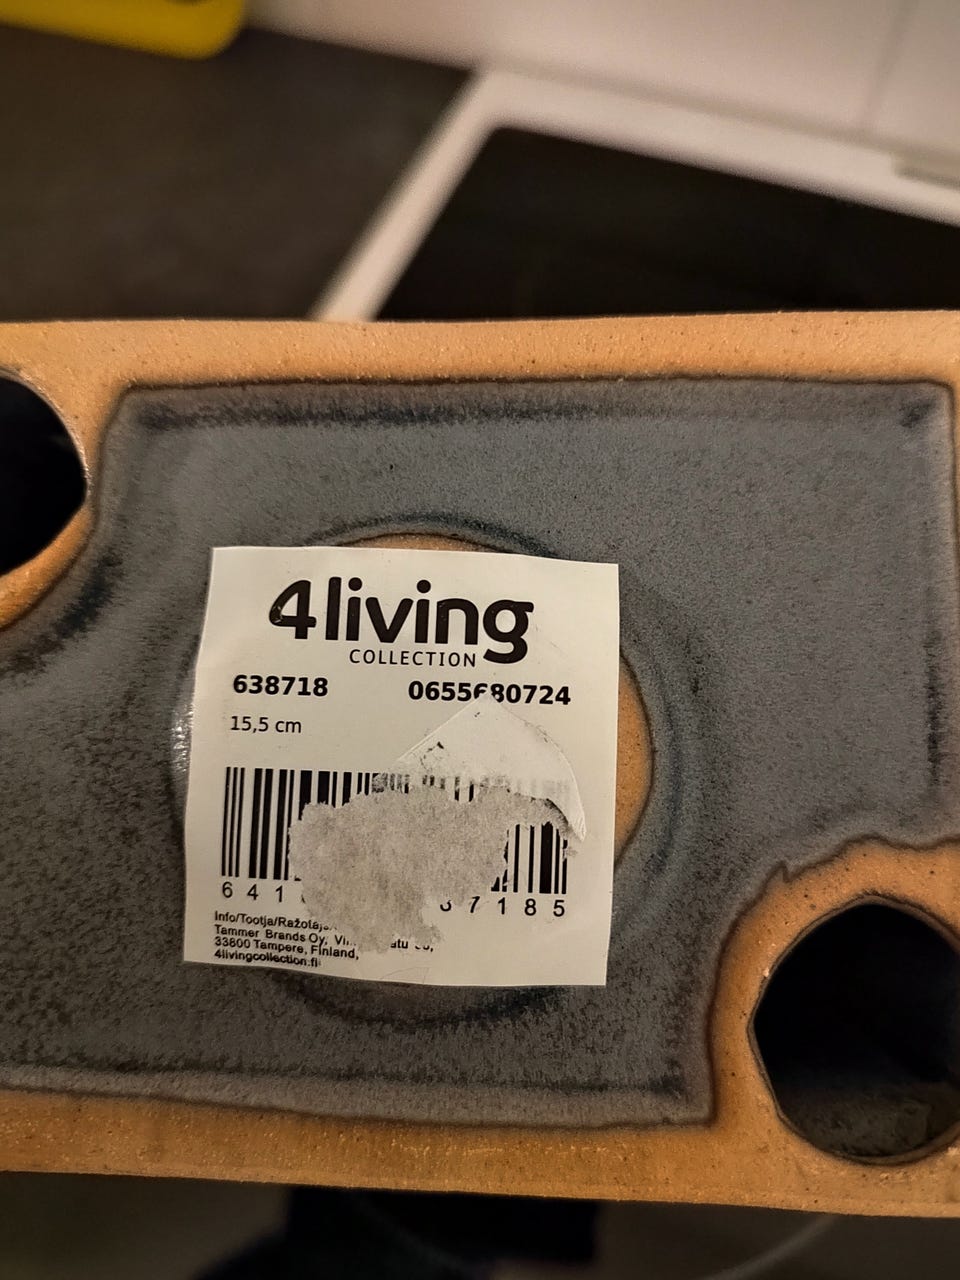 4living
COLLECTION
638718 0655680724
15,5 cm
641 7185
Info/Tootja/Ražotājs
Tammer Brands Oy,
33800 Tampere, Finland,
4livingcollection.fi